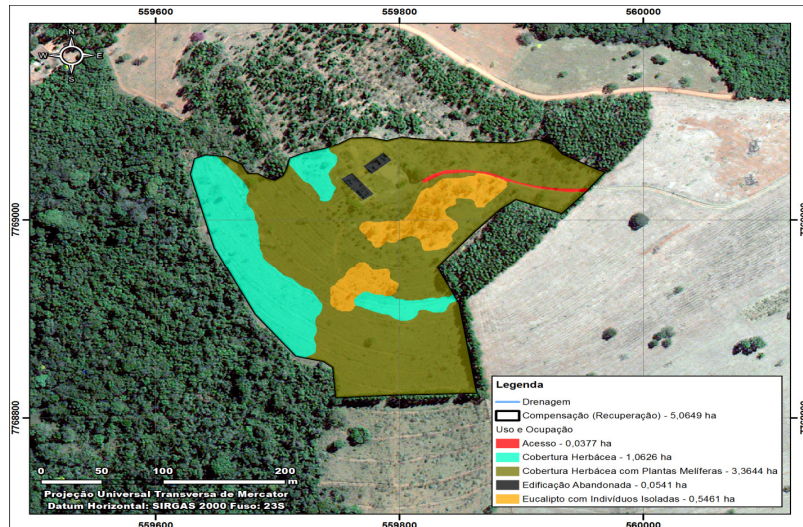 559600 559800 560000
N
W E
S
7769000 7769000
7768800 7768800
Legenda
Drenagem
Compensação (Recuperação) - 5,0649 ha
Uso e Ocupação
Acesso - 0,0377 ha
Cobertura Herbácea - 1,0626 ha
Cobertura Herbácea com Plantas Melíferas - 3,3644 ha
Edificação Abandonada - 0,0541 ha
Eucalipto com Indivíduos Isoladas - 0,5461 ha
0 50 100 200
m
Projeção Universal Transversa de Mercator
Datum Horizontal: SIRGAS 2000 Fuso: 23S
559600 559800 560000